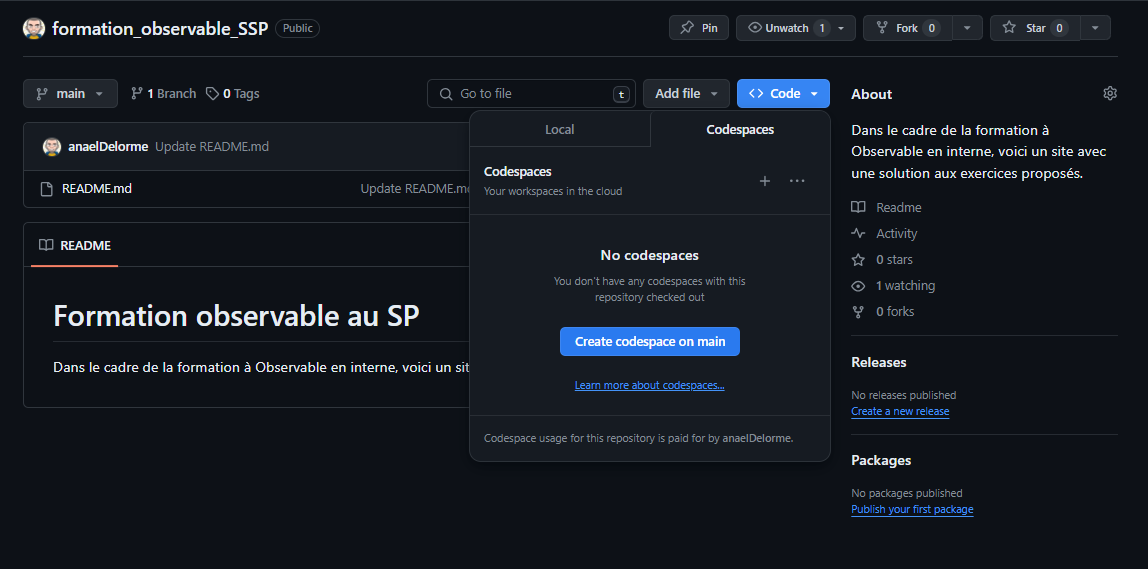 formation_observable_SSP Public Pin Unwatch 1 Fork 0 Star 0
main 1 Branch 0 Tags Go to file t Add file Code
anaelDelorme Update README.md
README.md Update README.m
README
Formation observable au SP
Dans le cadre de la formation à Observable en interne, voici un sit
Local Codespaces
Codespaces
Your workspaces in the cloud
No codespaces
You don't have any codespaces with this
repository checked out
Create codespace on main
Learn more about codespaces...
Codespace usage for this repository is paid for by anaelDelorme.
About
Dans le cadre de la formation à
Observable en interne, voici un site avec
une solution aux exercices proposés.
Readme
Activity
0 stars
1 watching
0 forks
Releases
No releases published
Create a new release
Packages
No packages published
Publish your first package